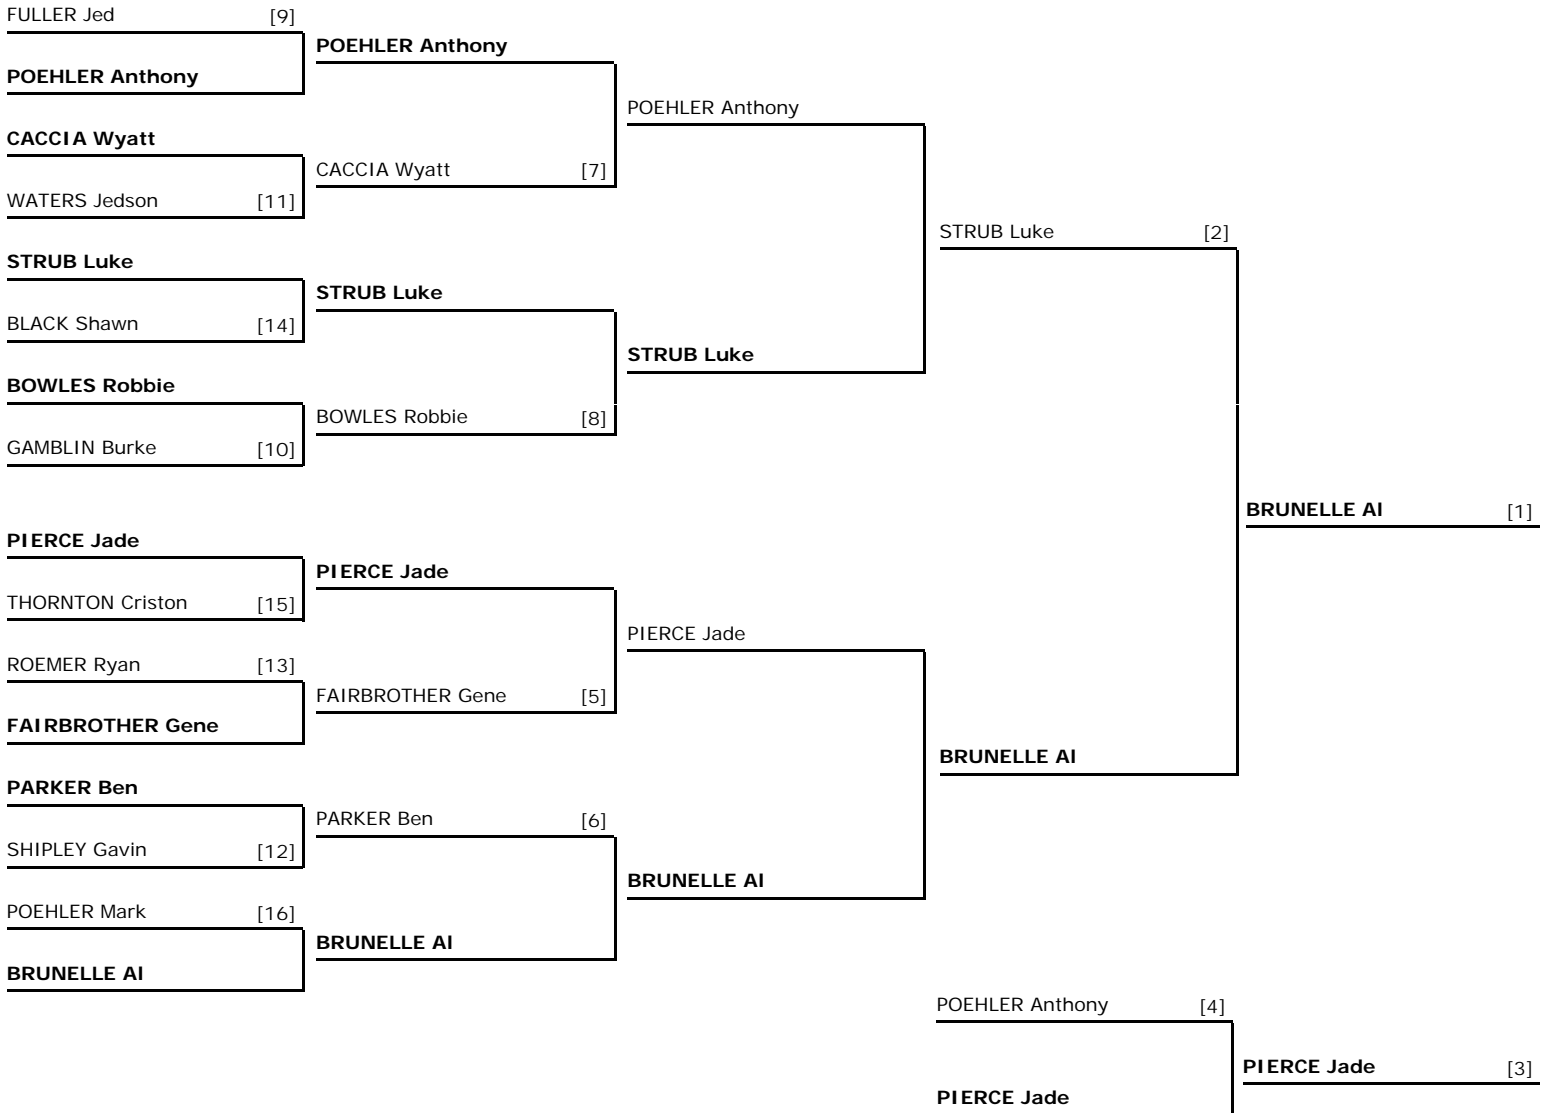 FULLER Jed [9]
POEHLER Anthony
POEHLER Anthony
POEHLER Anthony
CACCIA Wyatt
CACCIA Wyatt [7]
WATERS Jedson [11]
STRUB Luke [2]
STRUB Luke
STRUB Luke
BLACK Shawn [14]
STRUB Luke
BOWLES Robbie
BOWLES Robbie [8]
GAMBLIN Burke [10]
BRUNELLE Al [1]
PIERCE Jade
PIERCE Jade
THORNTON Criston [15]
PIERCE Jade
ROEMER Ryan [13]
FAIRBROTHER Gene [5]
FAIRBROTHER Gene
BRUNELLE Al
PARKER Ben
PARKER Ben [6]
SHIPLEY Gavin [12]
BRUNELLE Al
POEHLER Mark [16]
BRUNELLE Al
BRUNELLE Al
POEHLER Anthony [4]
PIERCE Jade [3]
PIERCE Jade